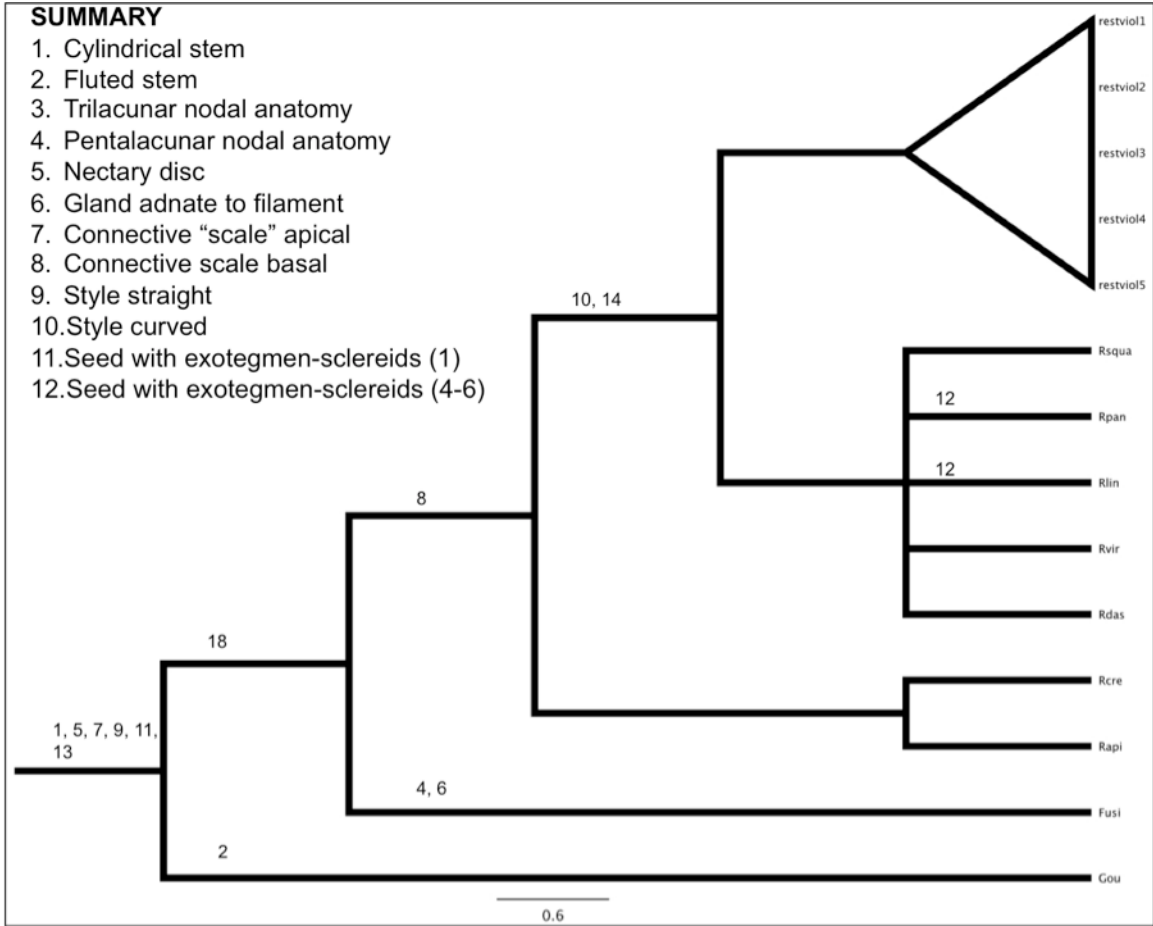 SUMMARY
1. Cylindrical stem
2. Fluted stem
3. Trilacunar nodal anatomy
4. Pentalacunar nodal anatomy
5. Nectary disc
6. Gland adnate to filament
7. Connective “scale” apical
8. Connective scale basal
9. Style straight
10.Style curved
11.Seed with exotegmen-sclereids (1)
12.Seed with exotegmen-sclereids (4-6)
restviol1
restviol2
restviol3
restviol4
restviol5
10, 14
Rsqua
12
Rpan
12
Rlin
8
Rvir
Rdas
18
Rcre
1, 5, 7, 9, 11,
13
Rapi
4, 6
Fusi
2
Gou
0.6